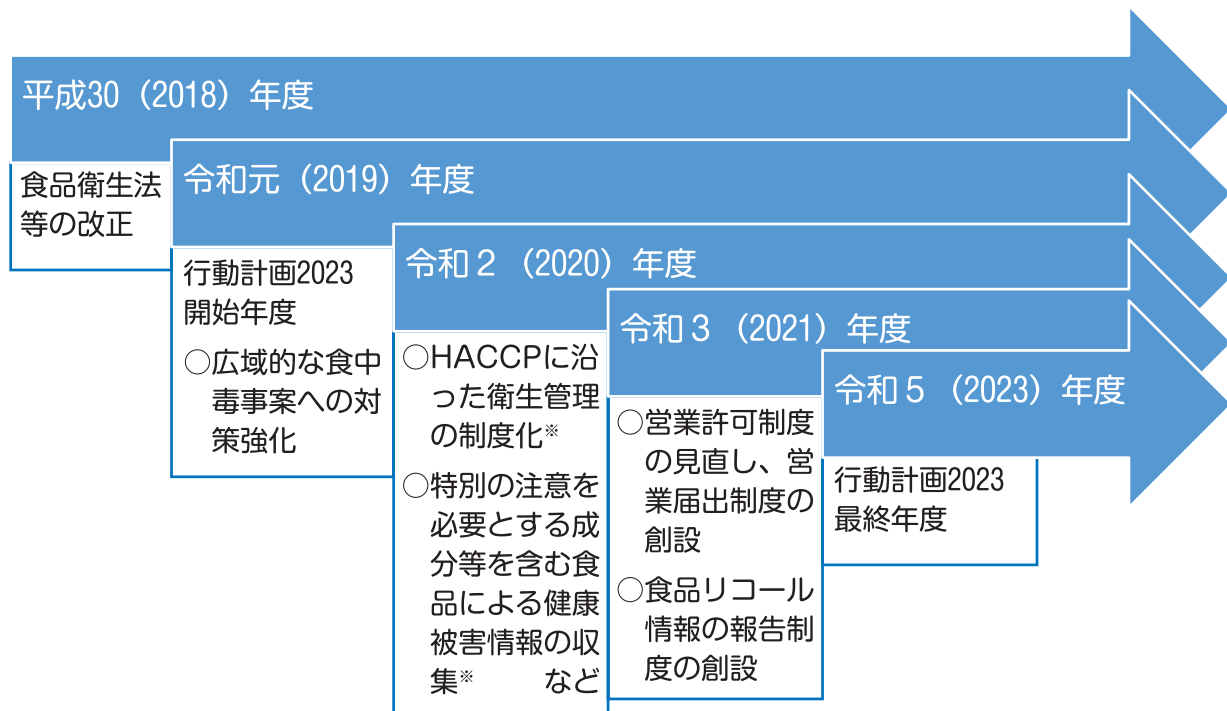 平成30（2018）年度
食品衛生法
等の改正
令和元（2019）年度
行動計画2023
開始年度
○広域的な食中
毒事案への対
策強化
令和２（2020）年度
○HACCPに沿
った衛生管理
の制度化※
○特別の注意を
必要とする成
分等を含む食
品による健康
被害情報の収
集※　　など
令和３（2021）年度
○営業許可制度
の見直し、営
業届出制度の
創設
○食品リコール
情報の報告制
度の創設
令和５（2023）年度
行動計画2023
最終年度